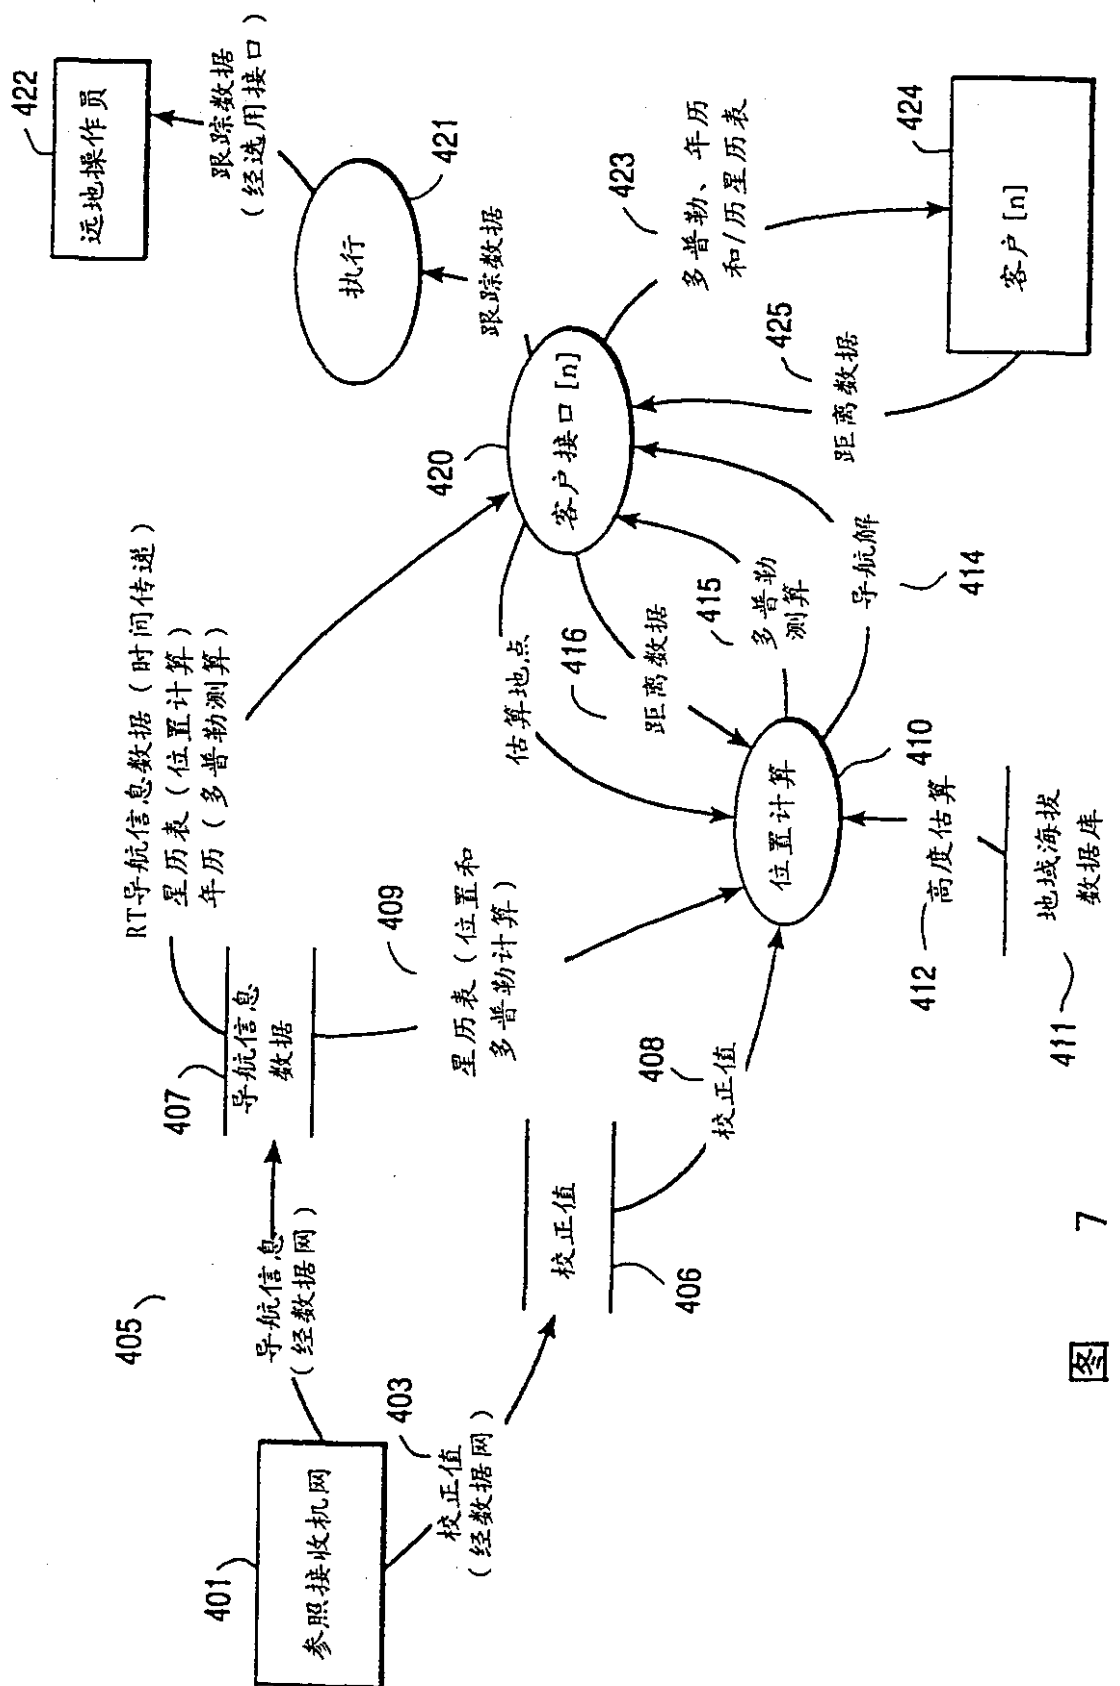 422
远地操作员
跟踪数据
（经选用接口）
421
执行
跟踪数据
423
多普勒、年历
和/历星历表
424
客户[n]
425
距离数据
420
客户接口[n]
RT导航信息数据（时间传递）
星历表（位置计算）
年历（多普勒测算）
估算地点
416
距离数据
415
多普勒
测算
导航解
414
407
导航信息
数据
409
星历表（位置和
多普勒计算）
位置计算
410
高度估算
412
地域海拔
数据库
411
408
校正值
405
导航信息
（经数据网）
校正值
406
401
参照接收机网
403
校正值
（经数据网）
图 7